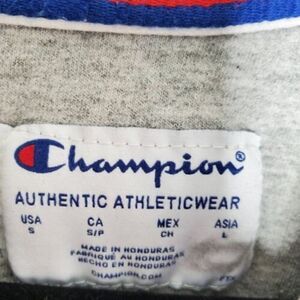 Champion®
AUTHENTIC ATHLETICWEAR
USA CA MEX ASIA
S S/P CH L
MADE IN HONDURAS
FABRIQUÉ AU HONDURAS
HECHO EN HONDURAS
CHAMPION.COM